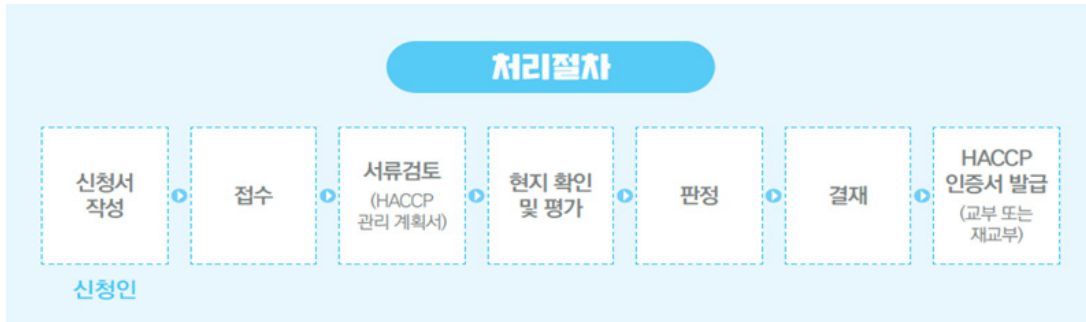 처리절차
신청서
작성
접수
서류검토
(HACCP
관리 계획서)
현지 확인
및 평가
판정
결재
HACCP
인증서 발급
(교부 또는
재교부)
신청인